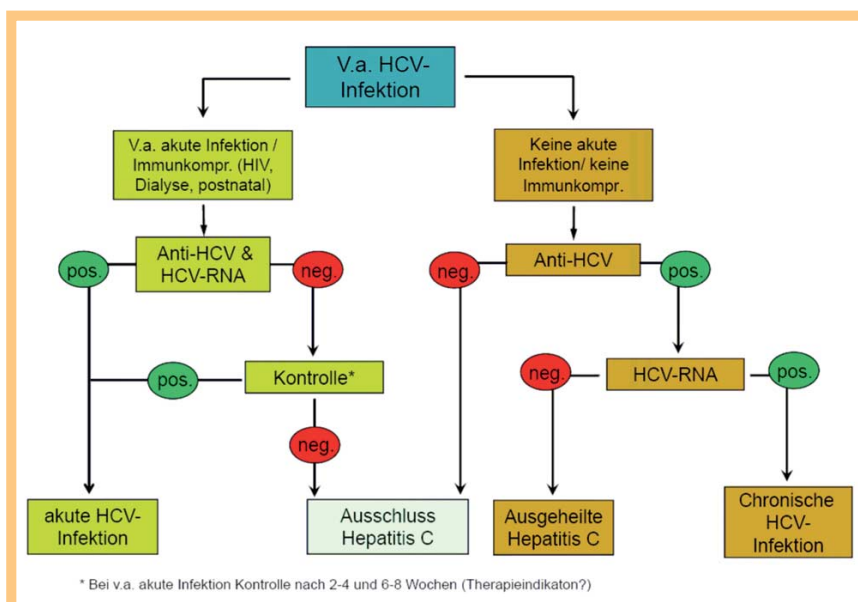 V.a. HCV-
Infektion
V.a. akute Infektion /
Immunkompr. (HIV,
Dialyse, postnatal)
Keine akute
Infektion/ keine
Immunkompr.
pos.
Anti-HCV &
HCV-RNA
neg.
neg.
Anti-HCV
pos.
pos.
Kontrolle*
neg.
HCV-RNA
pos.
neg.
akute HCV-
Infektion
Ausschluss
Hepatitis C
Ausgeheilte
Hepatitis C
Chronische
HCV-
Infektion
* Bei v.a. akute Infektion Kontrolle nach 2-4 und 6-8 Wochen (Therapieindikaton?)